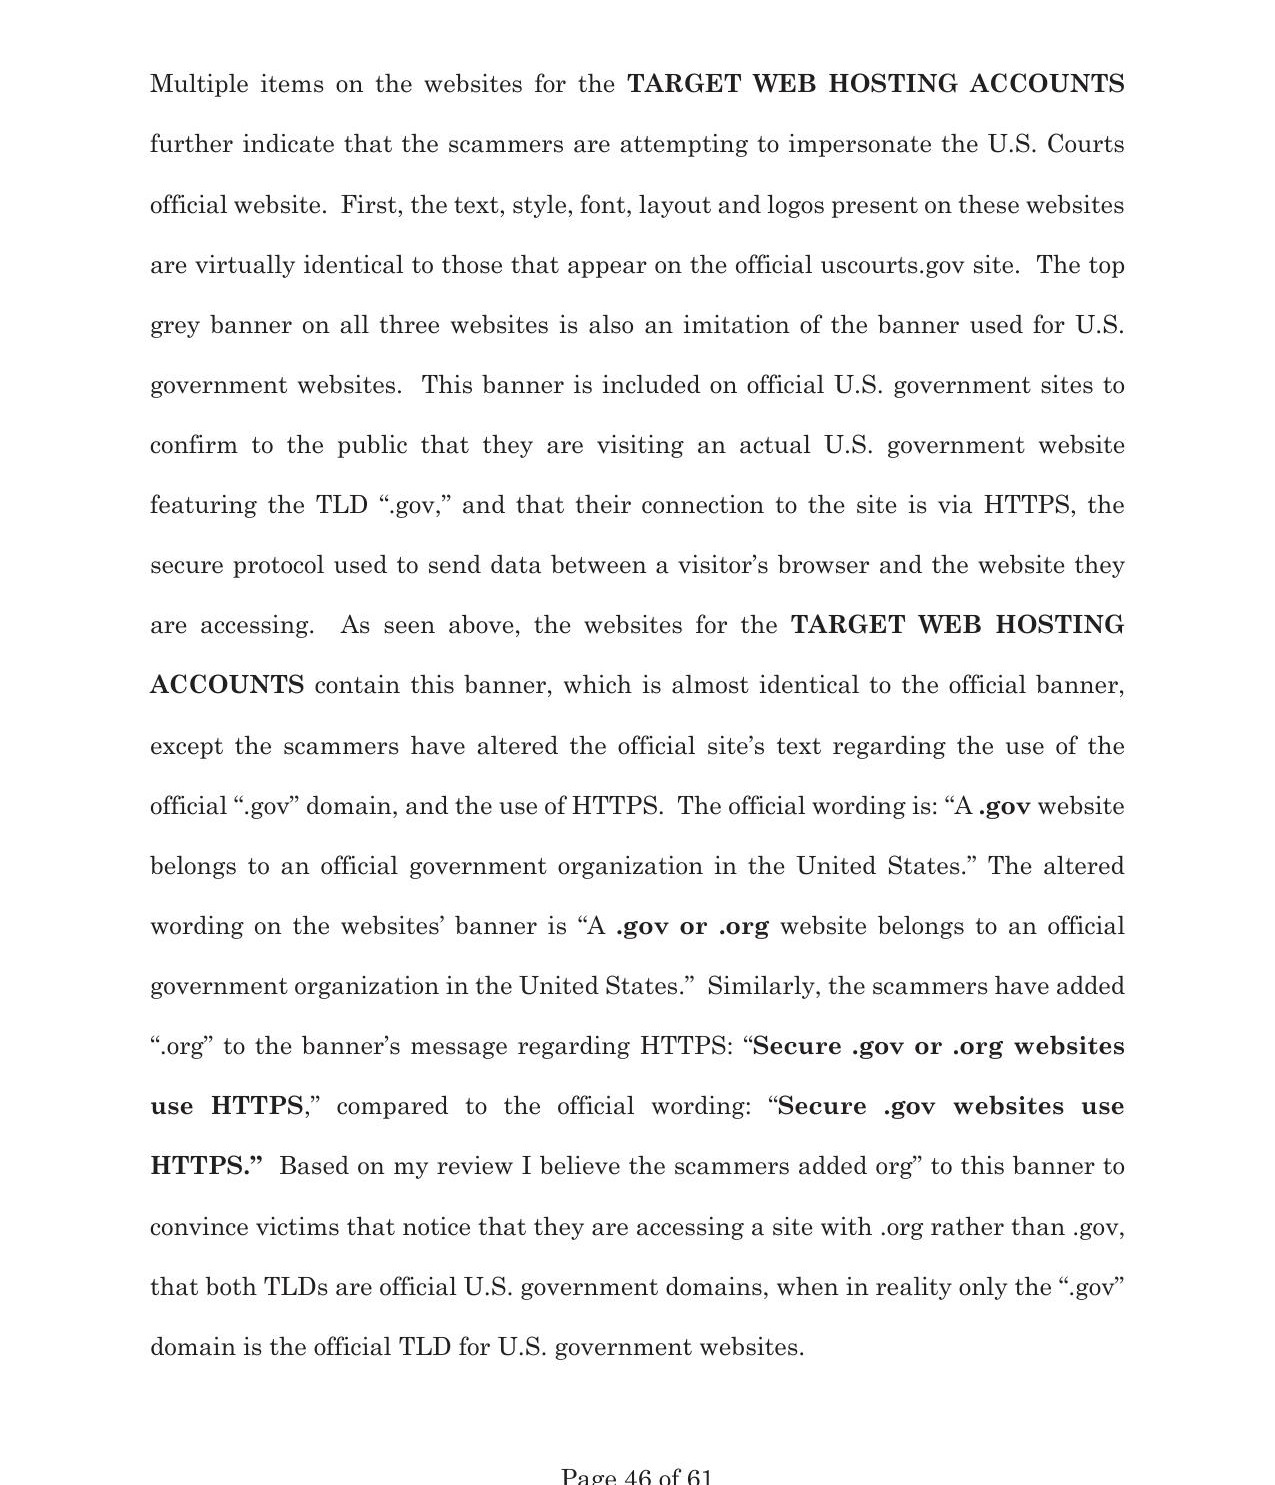 Multiple items on the websites for the TARGET WEB HOSTING ACCOUNTS
further indicate that the scammers are attempting to impersonate the U.S. Courts
official website.  First, the text, style, font, layout and logos present on these websites
are virtually identical to those that appear on the official uscourts.gov site.  The top
grey banner on all three websites is also an imitation of the banner used for U.S.
government websites.  This banner is included on official U.S. government sites to
confirm to the public that they are visiting an actual U.S. government website
featuring the TLD “.gov,” and that their connection to the site is via HTTPS, the
secure protocol used to send data between a visitor’s browser and the website they
are accessing.  As seen above, the websites for the TARGET WEB HOSTING
ACCOUNTS contain this banner, which is almost identical to the official banner,
except the scammers have altered the official site’s text regarding the use of the
official “.gov” domain, and the use of HTTPS.  The official wording is: “A .gov website
belongs to an official government organization in the United States.” The altered
wording on the websites’ banner is “A .gov or .org website belongs to an official
government organization in the United States.”  Similarly, the scammers have added
“.org” to the banner’s message regarding HTTPS: “Secure .gov or .org websites
use HTTPS,” compared to the official wording: “Secure .gov websites use
HTTPS.”  Based on my review I believe the scammers added org” to this banner to
convince victims that notice that they are accessing a site with .org rather than .gov,
that both TLDs are official U.S. government domains, when in reality only the “.gov”
domain is the official TLD for U.S. government websites.
Page 46 of 61